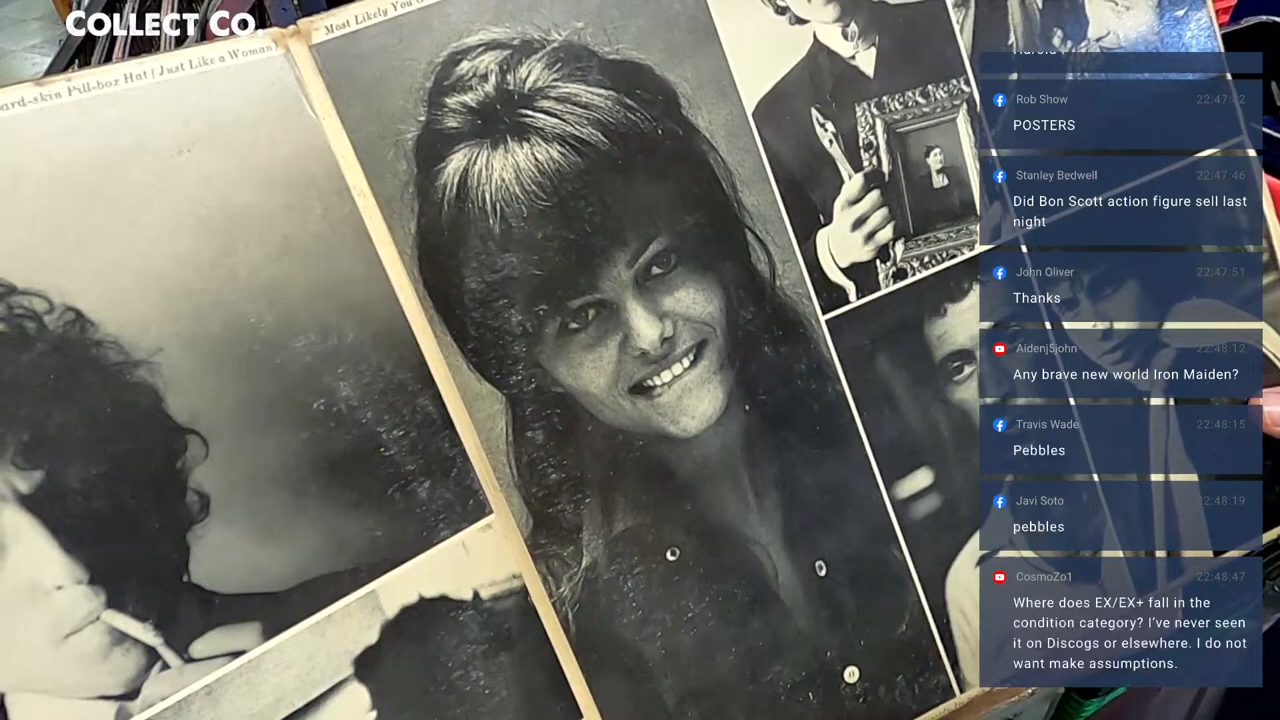 COLLECT CO.
Most Likely You
ard-skin Pill-box Hat / Just Like a Woman)
Rob Show
POSTERS
Stanley Bedwell 22:47:46
Did Bon Scott action figure sell last
night
John Oliver 22:47:51
Thanks
Aidenj5john 22:48:12
Any brave new world Iron Maiden?
Travis Wade 22:48:15
Pebbles
Javi Soto 22:48:19
pebbles
CosmoZo1 22:48:47
Where does EX/EX+ fall in the
condition category? I've never seen
it on Discogs or elsewhere. I do not
want make assumptions.